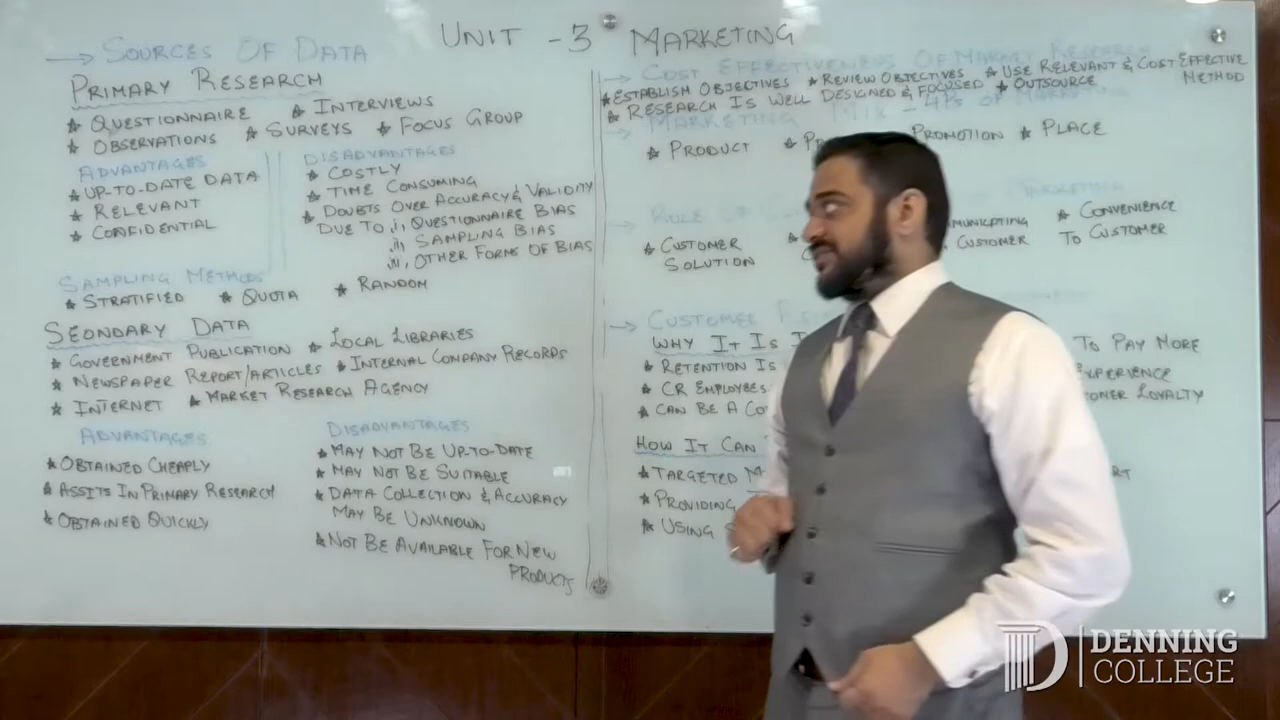 UNIT -3 MARKETING
→ SOURCES OF DATA
PRIMARY RESEARCH
★ QUESTIONNAIRE ★ INTERVIEWS
★ OBSERVATIONS ★ SURVEYS ★ FOCUS GROUP
ADVANTAGES
★ UP-TO-DATE DATA
★ RELEVANT
★ CONFIDENTIAL
DISADVANTAGES
★ COSTLY
★ TIME CONSUMING
★ DOUBTS OVER ACCURACY & VALIDITY
DUE TO i, QUESTIONNAIRE BIAS
ii, SAMPLING BIAS
iii, OTHER FORMS OF BIAS
SAMPLING METHODS
★ STRATIFIED ★ QUOTA ★ RANDOM
SEONDARY DATA
★ GOVERNMENT PUBLICATION ★ LOCAL LIBRARIES
★ NEWSPAPER REPORT/ARTICLES ★ INTERNAL COMPANY RECORDS
★ INTERNET ★ MARKET RESEARCH AGENCY
ADVANTAGES
★ OBTAINED CHEAPLY
★ ASSITS IN PRIMARY RESEARCH
★ OBTAINED QUICKLY
DISADVANTAGES
★ MAY NOT BE UP-TO-DATE
★ MAY NOT BE SUITABLE
★ DATA COLLECTION & ACCURACY
MAY BE UNKNOWN
★ NOT BE AVAILABLE FOR NEW
PRODUCTS
→ COST EFFECTIVENESS OF MARKET RESEARCH
★ ESTABLISH OBJECTIVES ★ REVIEW OBJECTIVES ★ USE RELEVANT & COST EFFECTIVE
METHOD
★ RESEARCH IS WELL DESIGNED & FOCUSED ★ OUTSOURCE
→ MARKETING MIX - 4P's OF MARKETING
★ PRODUCT ★ PR PROMOTION ★ PLACE
→ ROLE OF
★ CUSTOMER
SOLUTION
CUSTOMER
★ CONVENIENCE
TO CUSTOMER
→ CUSTOMER
WHY IT IS TO PAY MORE
★ RETENTION IS
★ CR EMPLOYEES LOYALTY
★ CAN BE A
HOW IT CAN
★ TARGETED
★ PROVIDING
★ USING
DENNING
COLLEGE